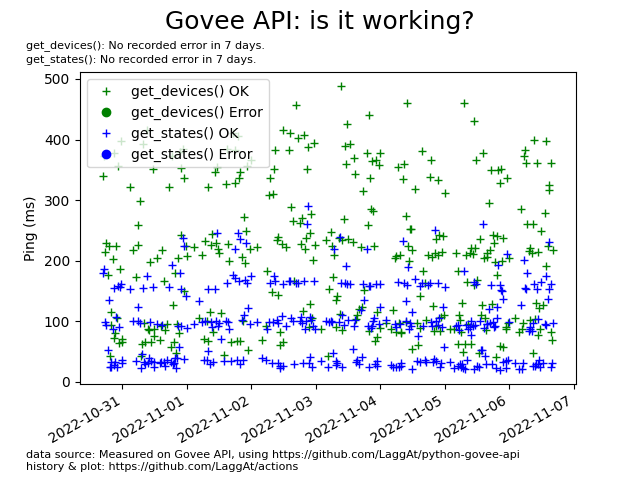 Govee API: is it working?
get_devices(): No recorded error in 7 days.
get_states(): No recorded error in 7 days.
500
400
300
200
100
0
Ping (ms)
get_devices() OK
get_devices() Error
get_states() OK
get_states() Error
2022-10-31
2022-11-01
2022-11-02
2022-11-03
2022-11-04
2022-11-05
2022-11-06
2022-11-07
data source: Measured on Govee API, using https://github.com/LaggAt/python-govee-api
history & plot: https://github.com/LaggAt/actions